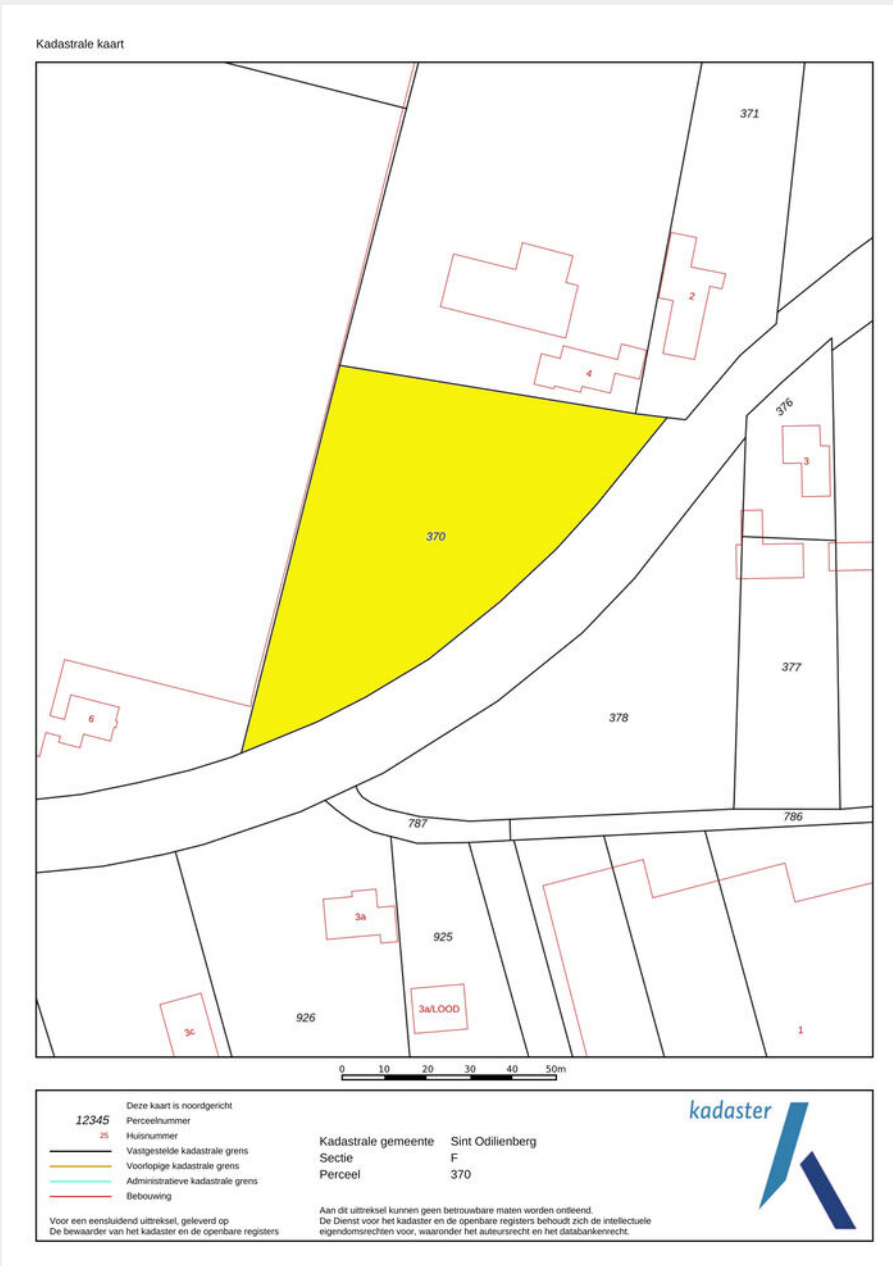 Kadastrale kaart
371
2
4
376
3
370
377
6
378
787
786
3a
925
3a/LOOD
926
3c
1
0 10 20 30 40 50m
Deze kaart is noordgericht
12345 Perceelnummer
25 Huisnummer
Vastgestelde kadastrale grens
Voorlopige kadastrale grens
Administratieve kadastrale grens
Bebouwing
Voor een eensluidend uittreksel, geleverd op
De bewaarder van het kadaster en de openbare registers
Kadastrale gemeente Sint Odilienberg
Sectie F
Perceel 370
Aan dit uittreksel kunnen geen betrouwbare maten worden ontleend.
De Dienst voor het kadaster en de openbare registers behoudt zich de intellectuele
eigendomsrechten voor, waaronder het auteursrecht en het databankenrecht.
kadaster